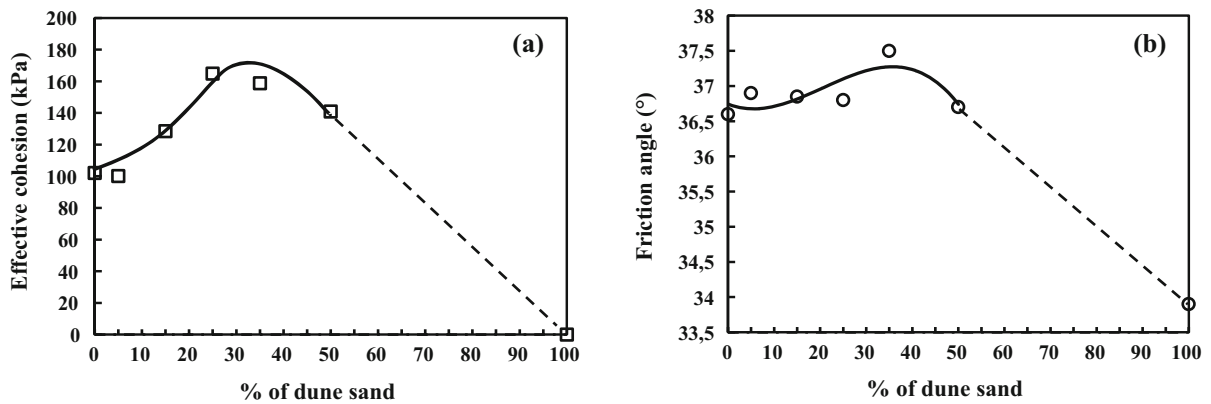 (a)
Effective cohesion (kPa)
200
180
160
140
120
100
80
60
40
20
0
0 10 20 30 40 50 60 70 80 90 100
% of dune sand
(b)
Friction angle (°)
38
37,5
37
36,5
36
35,5
35
34,5
34
33,5
0 10 20 30 40 50 60 70 80 90 100
% of dune sand